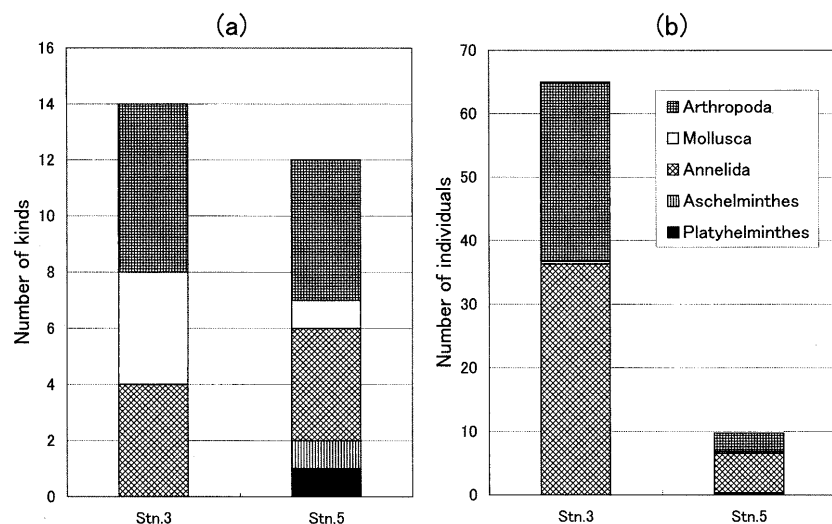 (a)
Number of kinds
16
14
12
10
8
6
4
2
0
Stn.3
Stn.5
(b)
Number of individuals
70
60
50
40
30
20
10
0
Arthropoda
Mollusca
Annelida
Aschelminthes
Platyhelminthes
Stn.3
Stn.5